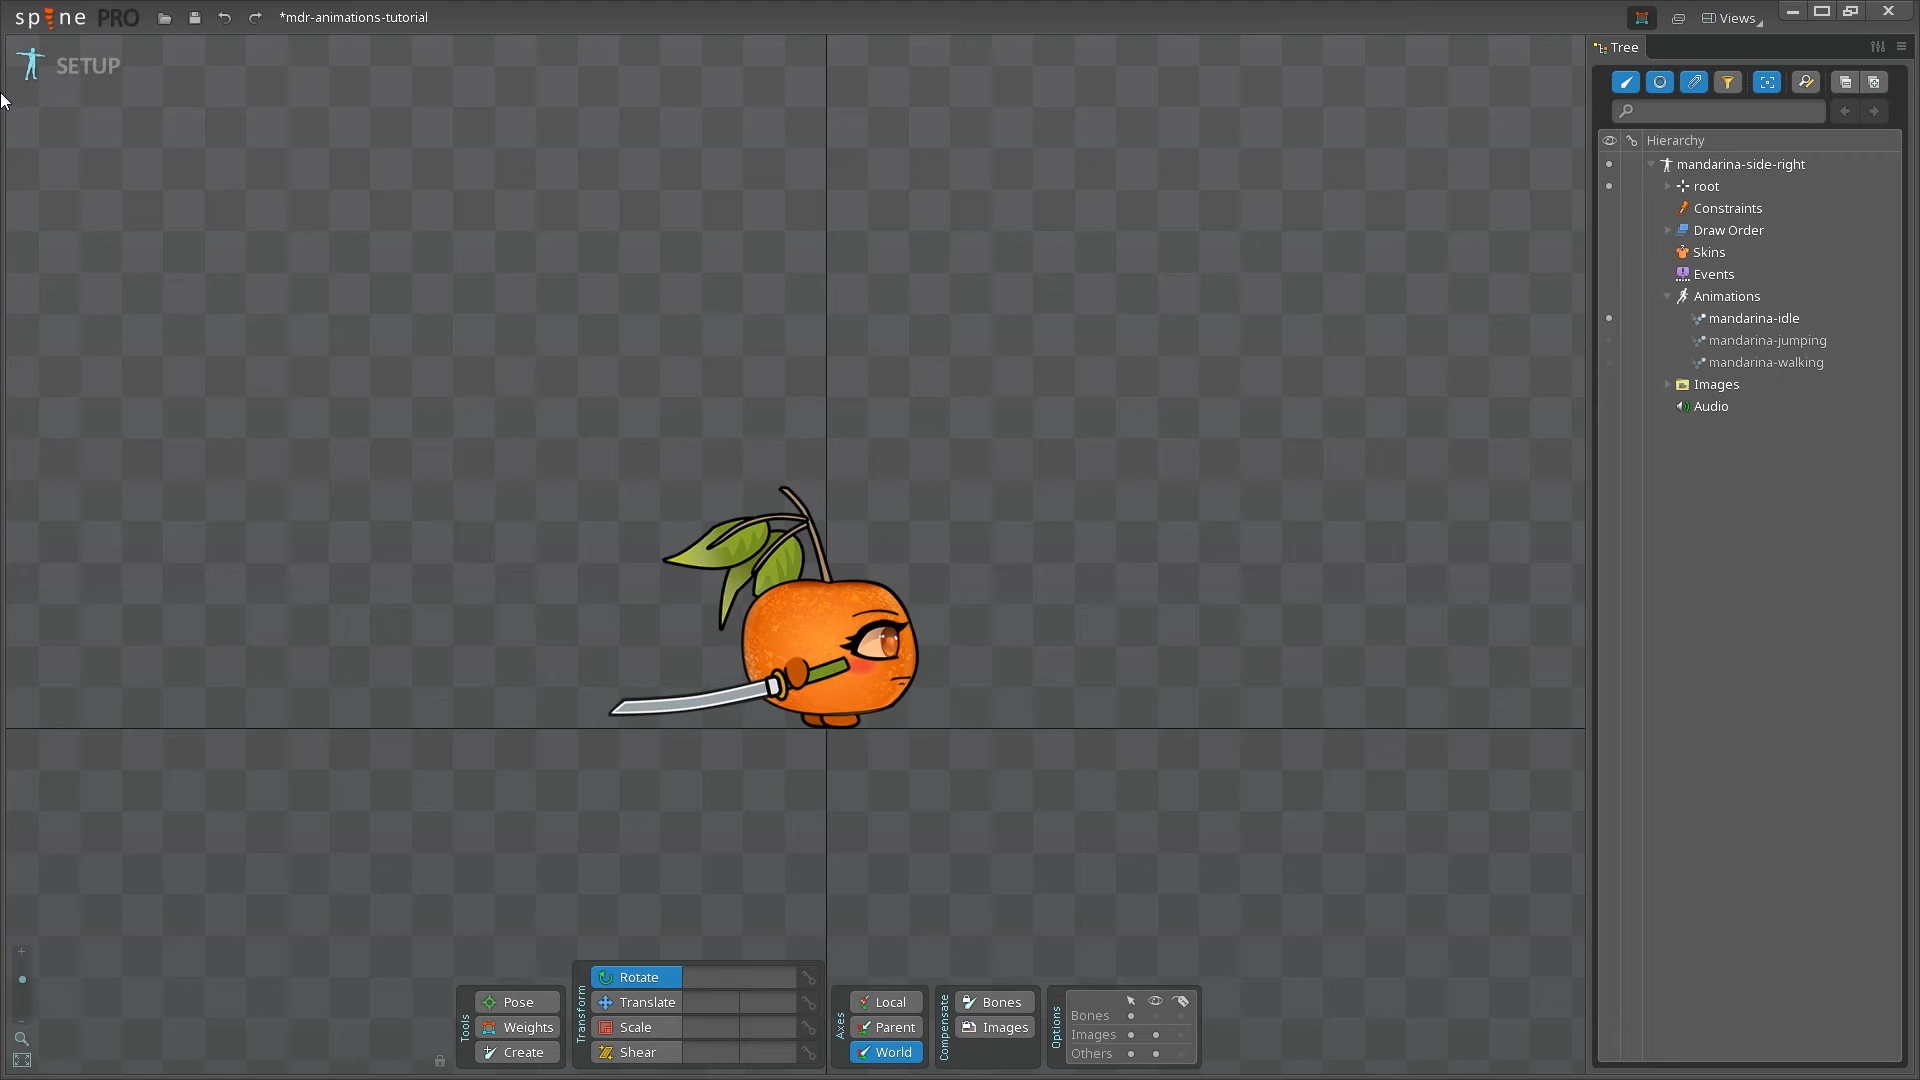 spine PRO
*mdr-animations-tutorial
Views
SETUP
Tree
Hierarchy
mandarina-side-right
root
Constraints
Draw Order
Skins
Events
Animations
mandarina-idle
mandarina-jumping
mandarina-walking
Images
Audio
Tools
Pose
Weights
Create
Transform
Rotate
Translate
Scale
Shear
Axes
Local
Parent
World
Compensate
Bones
Images
Options
Bones
Images
Others